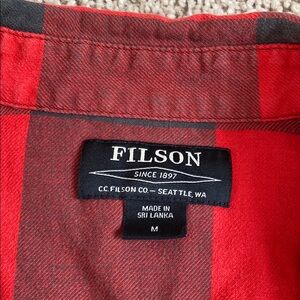 FILSON
SINCE 1897
C.C. FILSON CO. — SEATTLE, WA
MADE IN
SRI LANKA
M